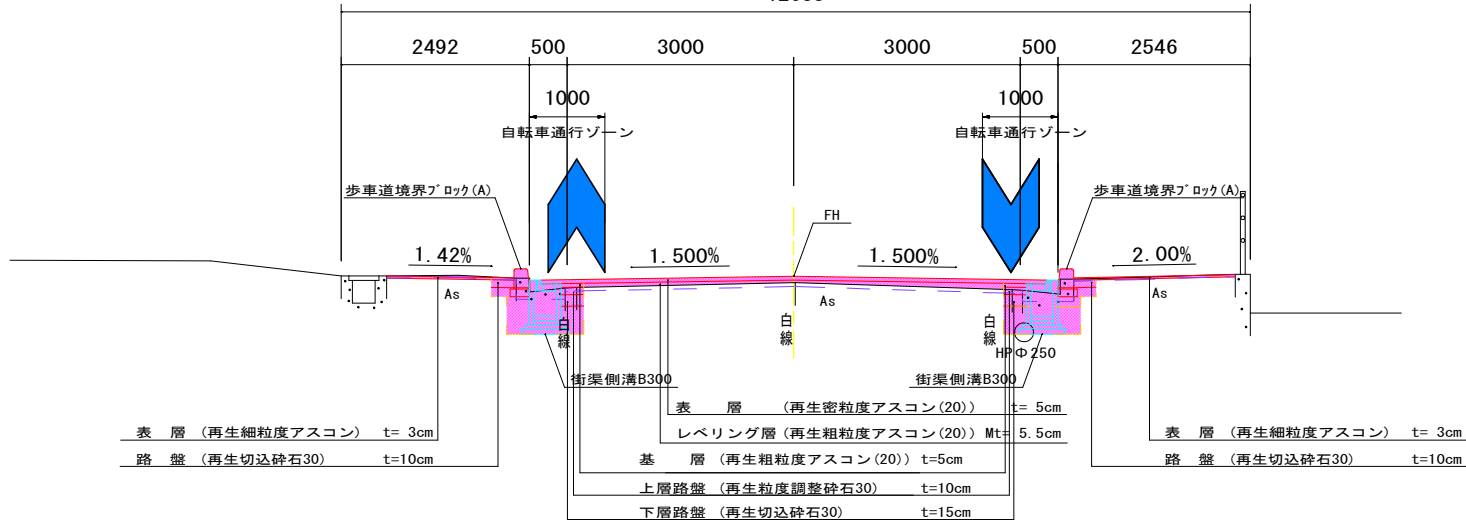 2492 500 3000 3000 500 2546
1000 1000
自転車通行ゾーン 自転車通行ゾーン
歩車道境界ブロック(A) 歩車道境界ブロック(A)
FH
1.42% 1.500% 1.500% 2.00%
As As As
白線 白線 白線
HPΦ250
街渠側溝B300 街渠側溝B300
表 層 (再生密粒度アスコン(20)) t= 5cm
表 層 (再生細粒度アスコン) t= 3cm レベリング層 (再生粗粒度アスコン(20)) Mt= 5.5cm 表 層 (再生細粒度アスコン) t= 3cm
路 盤 (再生切込砕石30) t=10cm 基 層 (再生粗粒度アスコン(20)) t=5cm 路 盤 (再生切込砕石30) t=10cm
上層路盤 (再生粒度調整砕石30) t=10cm
下層路盤 (再生切込砕石30) t=15cm